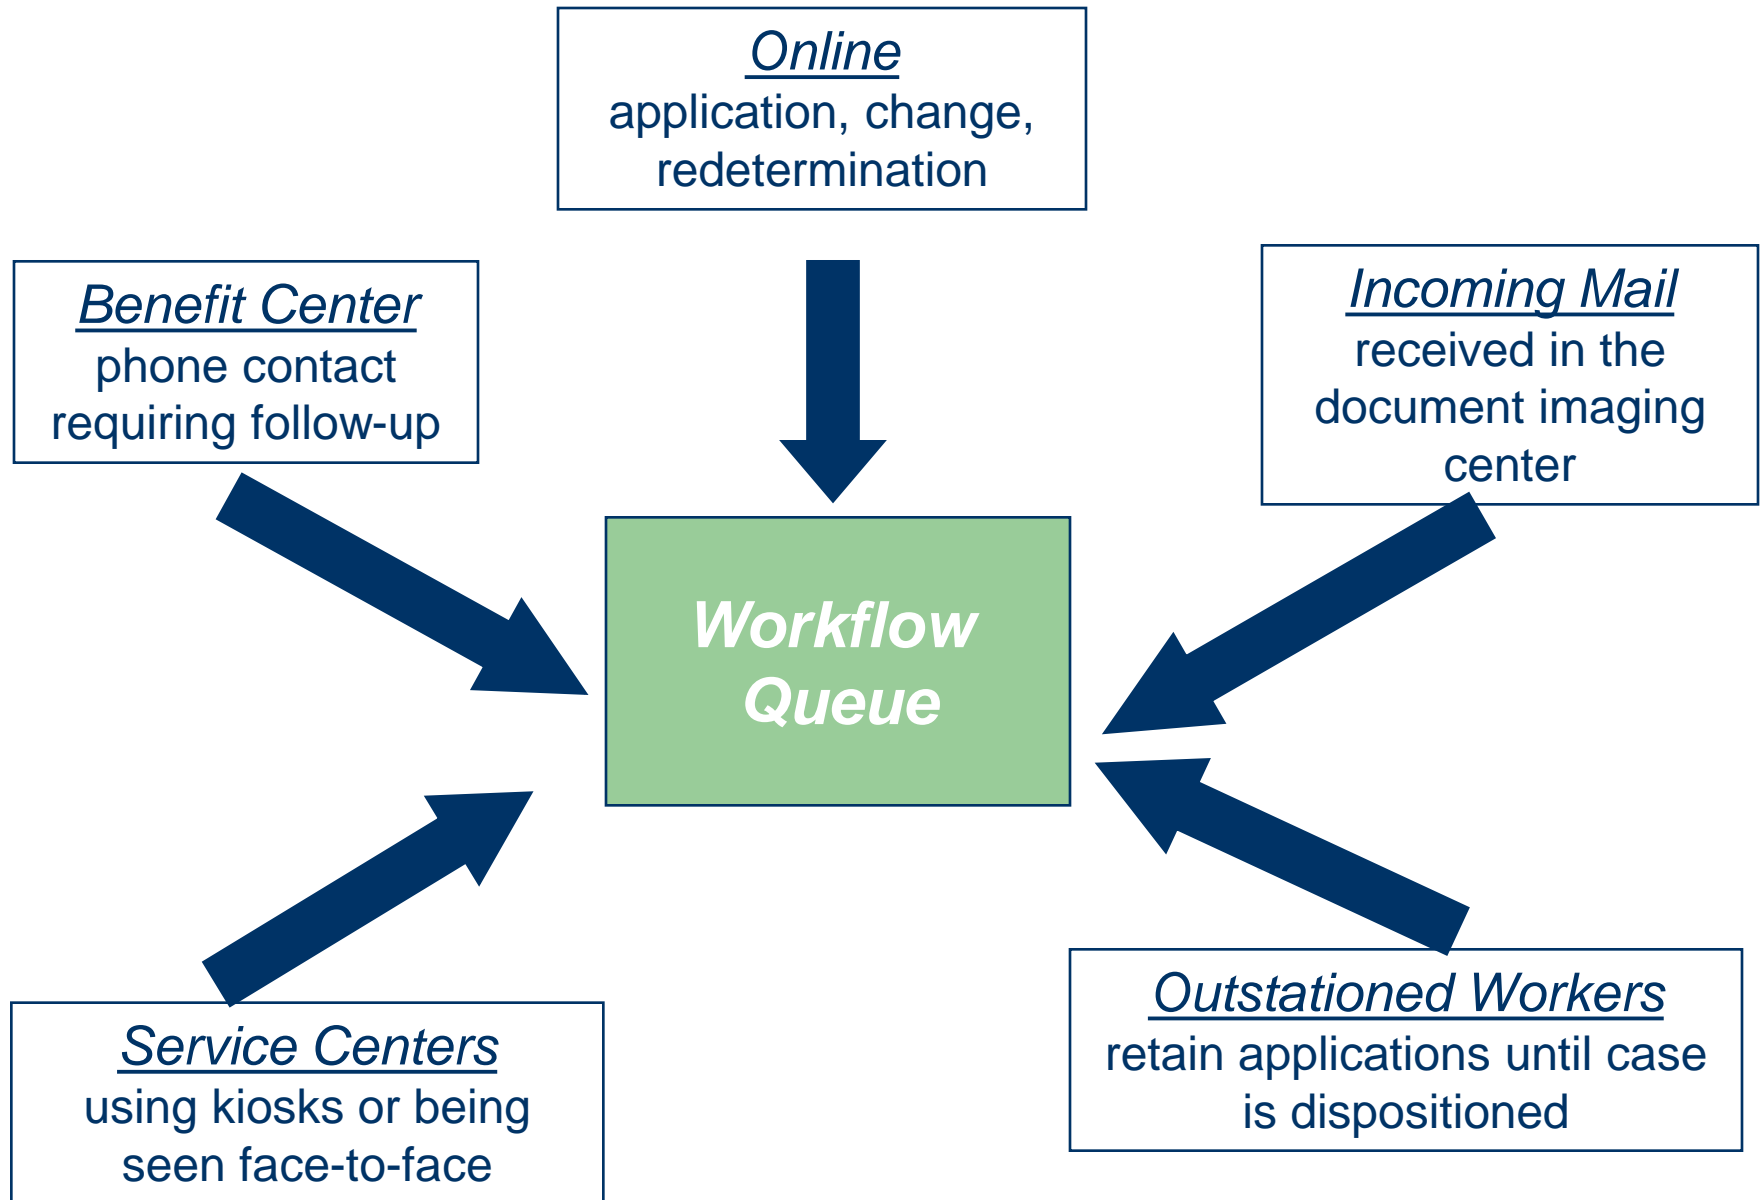 Online
application, change,
redetermination
Benefit Center
phone contact
requiring follow-up
Incoming Mail
received in the
document imaging
center
Workflow
Queue
Service Centers
using kiosks or being
seen face-to-face
Outstationed Workers
retain applications until case
is dispositioned